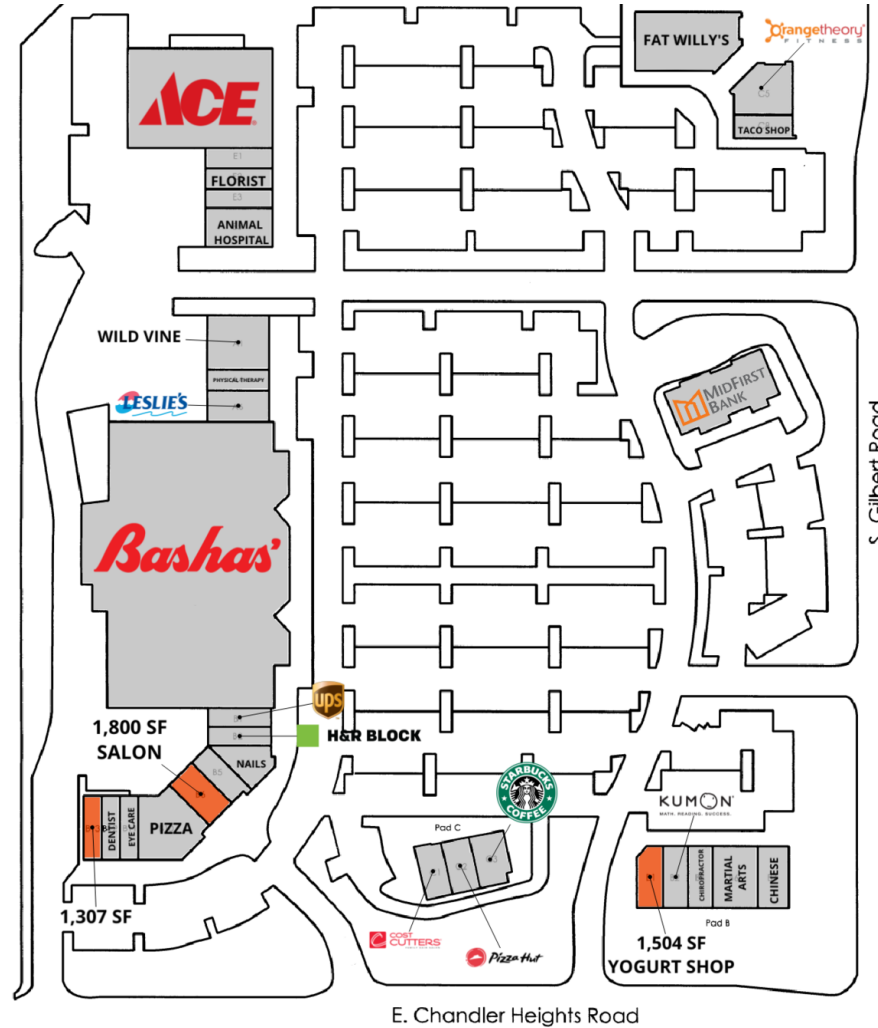 FAT WILLY'S
Orangetheory
FITNESS
ACE
C5
TACO SHOP
E1
FLORIST
E3
ANIMAL
HOSPITAL
WILD VINE
PHYSICAL THERAPY
LESLIE'S
MIDFIRST
BANK
S. Gilbert Road
Bashas'
ups
H&R BLOCK
1,800 SF
SALON
NAILS
B5
STARBUCKS
COFFEE
KUMON
MATH. READING. SUCCESS.
DENTIST
EYE CARE
PIZZA
Pad C
CHIROPRACTOR
MARTIAL
ARTS
CHINESE
1,307 SF
COST
CUTTERS
Pizza Hut
Pad B
1,504 SF
YOGURT SHOP
E. Chandler Heights Road